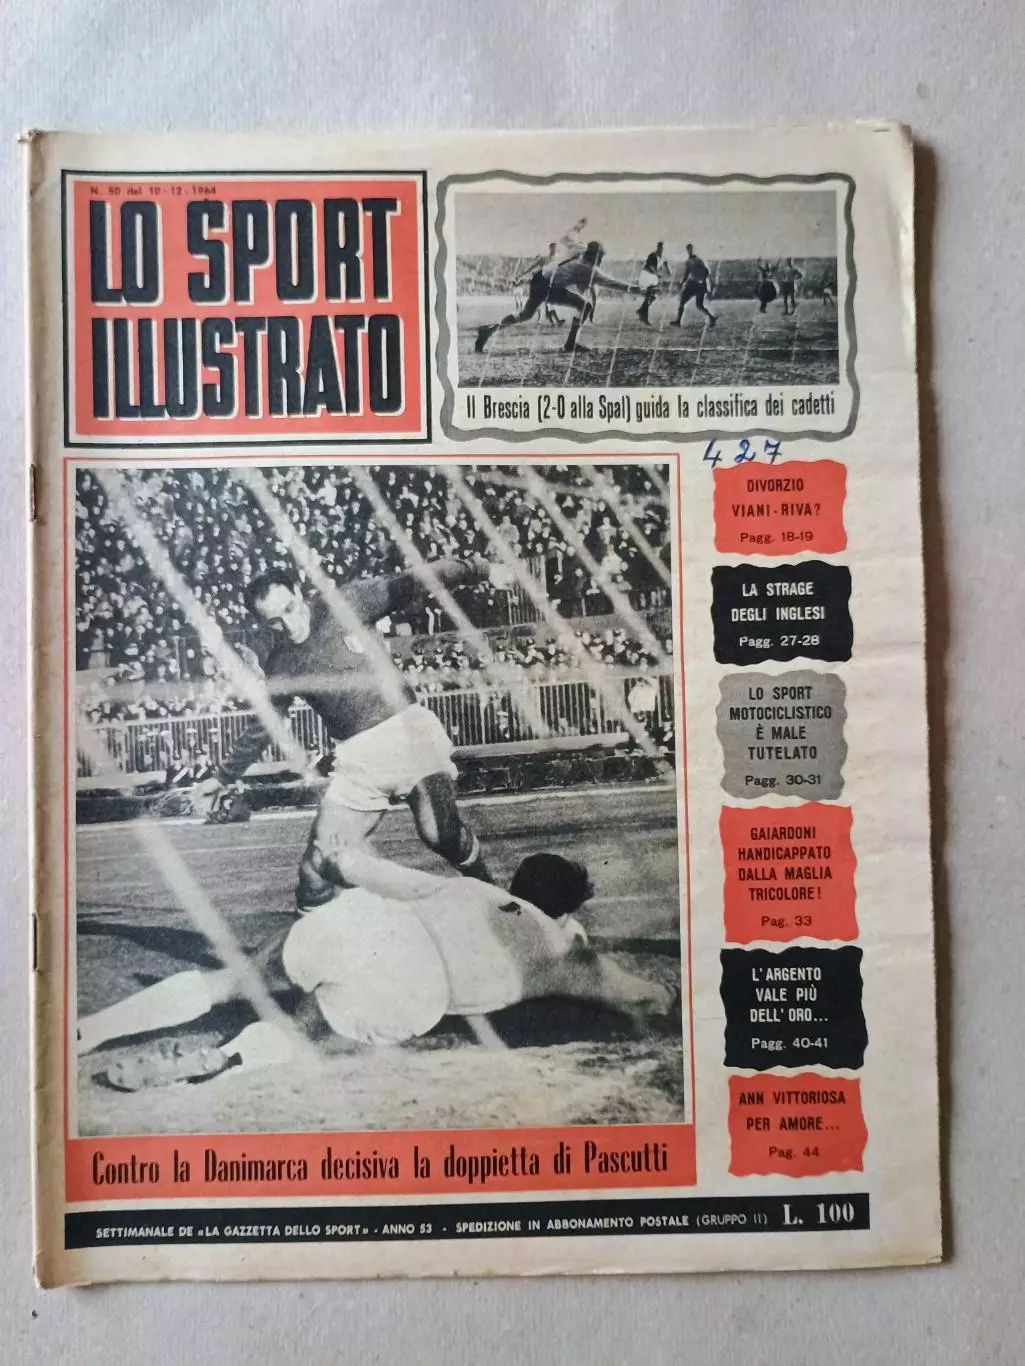 N. 50 del 10-12-1964
LO SPORT
ILLUSTRATO
Il Brescia (2-0 alla Spal) guida la classifica dei cadetti
427
DIVORZIO
VIANI-RIVA?
Pagg. 18-19
LA STRAGE
DEGLI INGLESI
Pagg. 27-28
LO SPORT
MOTOCICLISTICO
È MALE
TUTELATO
Pagg. 30-31
GAIARDONI
HANDICAPPATO
DALLA MAGLIA
TRICOLORE!
Pag. 33
L'ARGENTO
VALE PIÙ
DELL'ORO...
Pagg. 40-41
ANN VITTORIOSA
PER AMORE...
Pag. 44
Contro la Danimarca decisiva la doppietta di Pascutti
SETTIMANALE DE «LA GAZZETTA DELLO SPORT» - ANNO 53 - SPEDIZIONE IN ABBONAMENTO POSTALE (GRUPPO II) L. 100